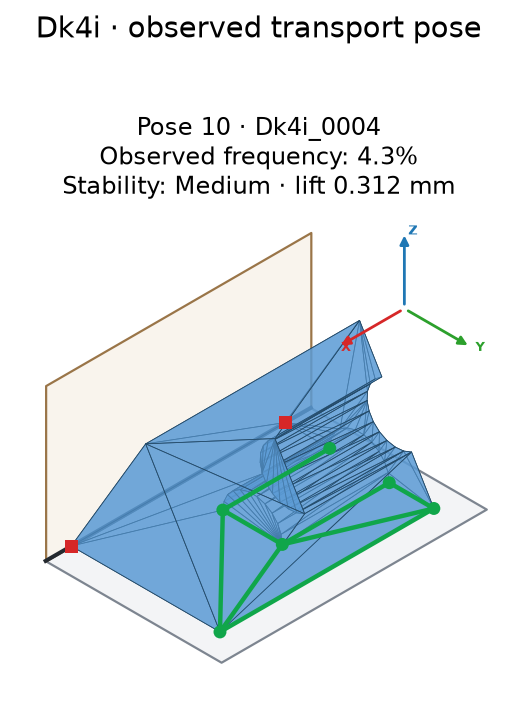 Dk4i · observed transport pose
Pose 10 · Dk4i_0004
Observed frequency: 4.3%
Stability: Medium · lift 0.312 mm
Z
X
Y